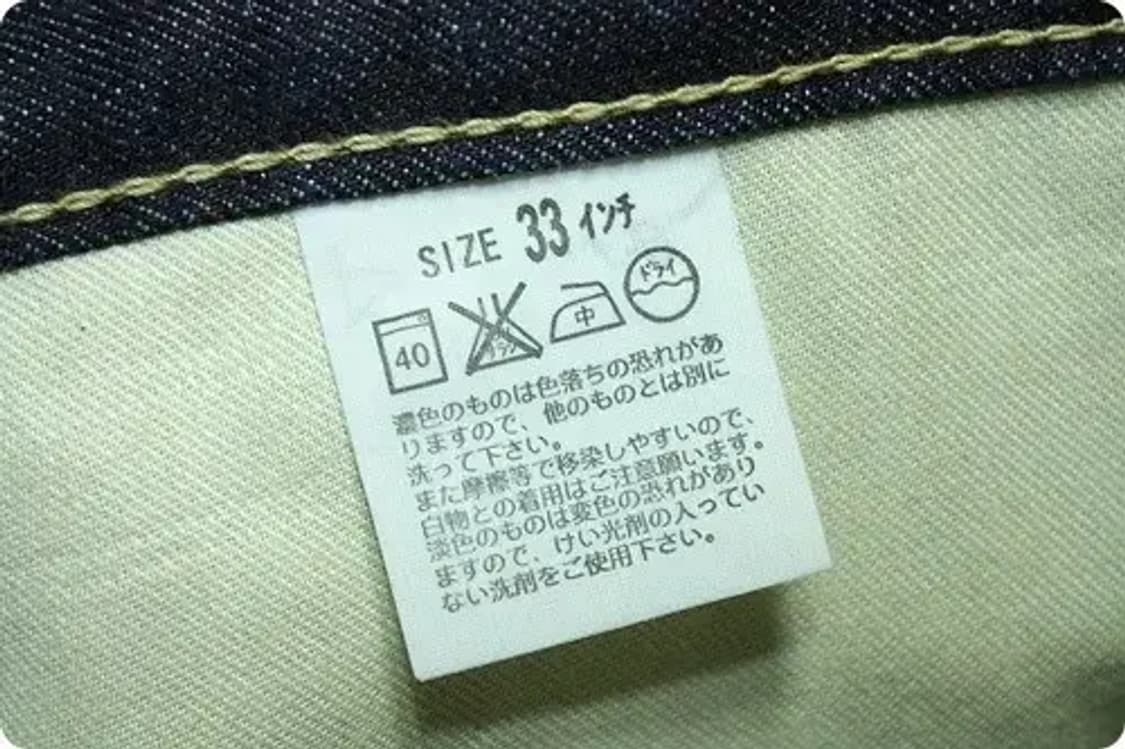 SIZE 33 インチ
40 中 ドライ
濃色のものは色落ちの恐れがあ
りますので、他のものとは別に
洗って下さい。
また摩擦等で移染しやすいので、
白物との着用はご注意願います。
淡色のものは変色の恐れがあり
ますので、けい光剤の入ってい
ない洗剤をご使用下さい。